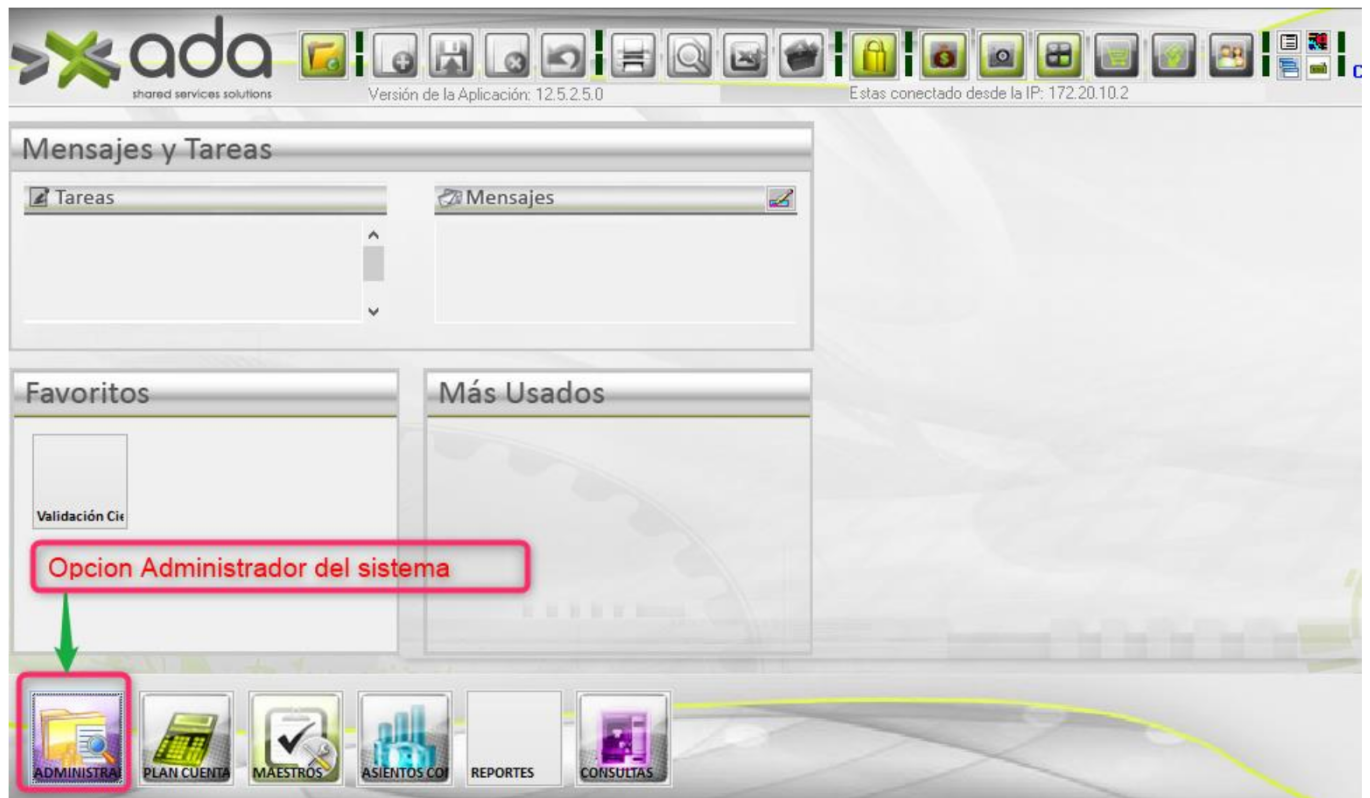 ada
shared services solutions
Versión de la Aplicación: 12.5.2.5.0
Estas conectado desde la IP: 172.20.10.2
Mensajes y Tareas
Tareas
Mensajes
Favoritos
Más Usados
Validación Cie
Opcion Administrador del sistema
ADMINISTRA
PLAN CUENTA
MAESTROS
ASIENTOS CO
REPORTES
CONSULTAS